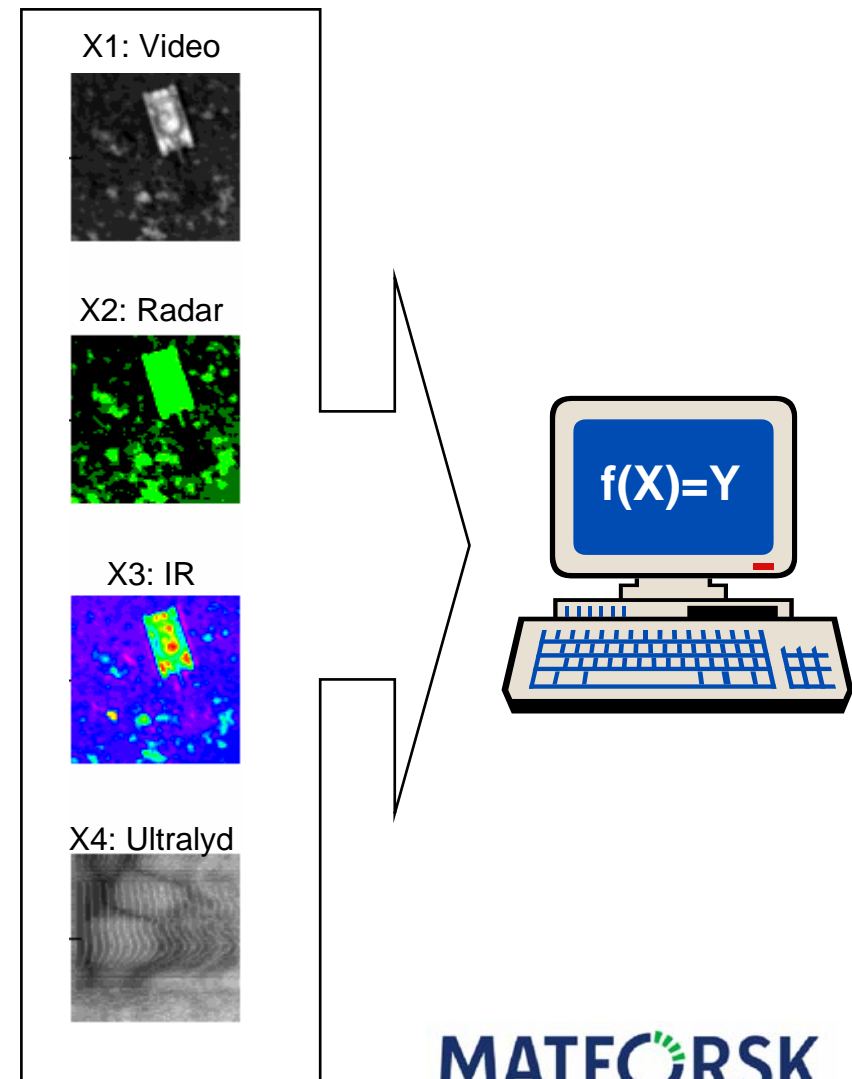 X1: Video
X2: Radar
X3: IR
X4: Ultralyd
f(X)=Y
MATFORSK